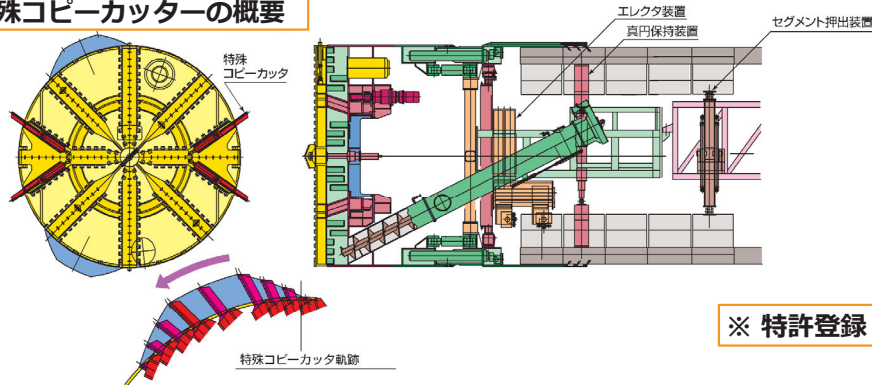 殊コピーカッターの概要
エレクタ装置
真円保持装置
セグメント押出装置
特殊
コピーカッタ
特殊コピーカッタ軌跡
※ 特許登録